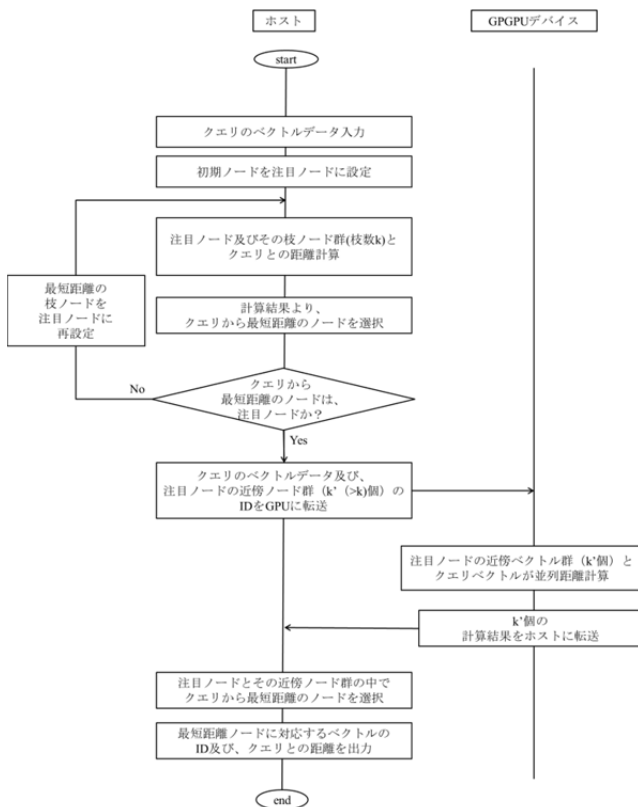 ホスト
GPGPUデバイス
start
クエリのベクトルデータ入力
初期ノードを注目ノードに設定
注目ノード及びその枝ノード群(枝数k)と
クエリとの距離計算
最短距離の
枝ノードを
注目ノードに
再設定
計算結果より、
クエリから最短距離のノードを選択
No
クエリから
最短距離のノードは、
注目ノードか？
Yes
クエリのベクトルデータ及び、
注目ノードの近傍ノード群（k’（>k)個）の
IDをGPUに転送
注目ノードの近傍ベクトル群（k’個）と
クエリベクトルが並列距離計算
k’個の
計算結果をホストに転送
注目ノードとその近傍ノード群の中で
クエリから最短距離のノードを選択
最短距離ノードに対応するベクトルの
ID及び、クエリとの距離を出力
end